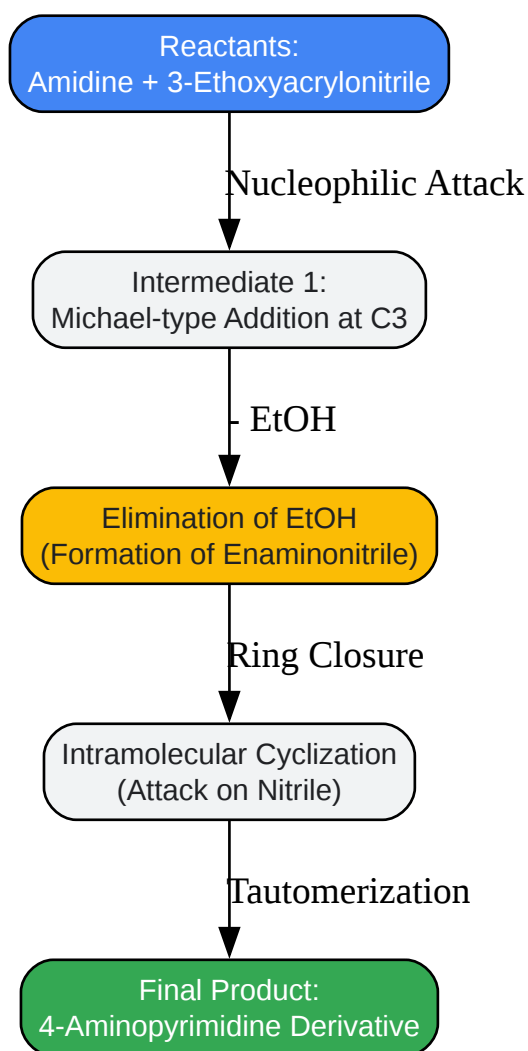 Reactants:
Amidine + 3-Ethoxyacrylonitrile
Nucleophilic Attack
Intermediate 1:
Michael-type Addition at C3
- EtOH
Elimination of EtOH
(Formation of Enaminonitrile)
Ring Closure
Intramolecular Cyclization
(Attack on Nitrile)
Tautomerization
Final Product:
4-Aminopyrimidine Derivative